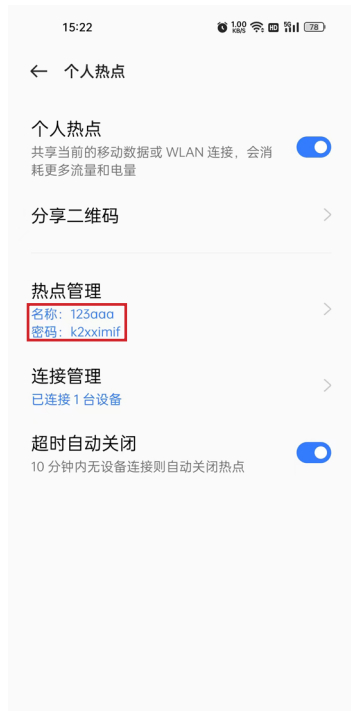 15:22
1.00 KB/S HD 5G 78
个人热点
个人热点
共享当前的移动数据或 WLAN 连接，会消
耗更多流量和电量
分享二维码
热点管理
名称：123aaa
密码：k2xximif
连接管理
已连接 1 台设备
超时自动关闭
10 分钟内无设备连接则自动关闭热点